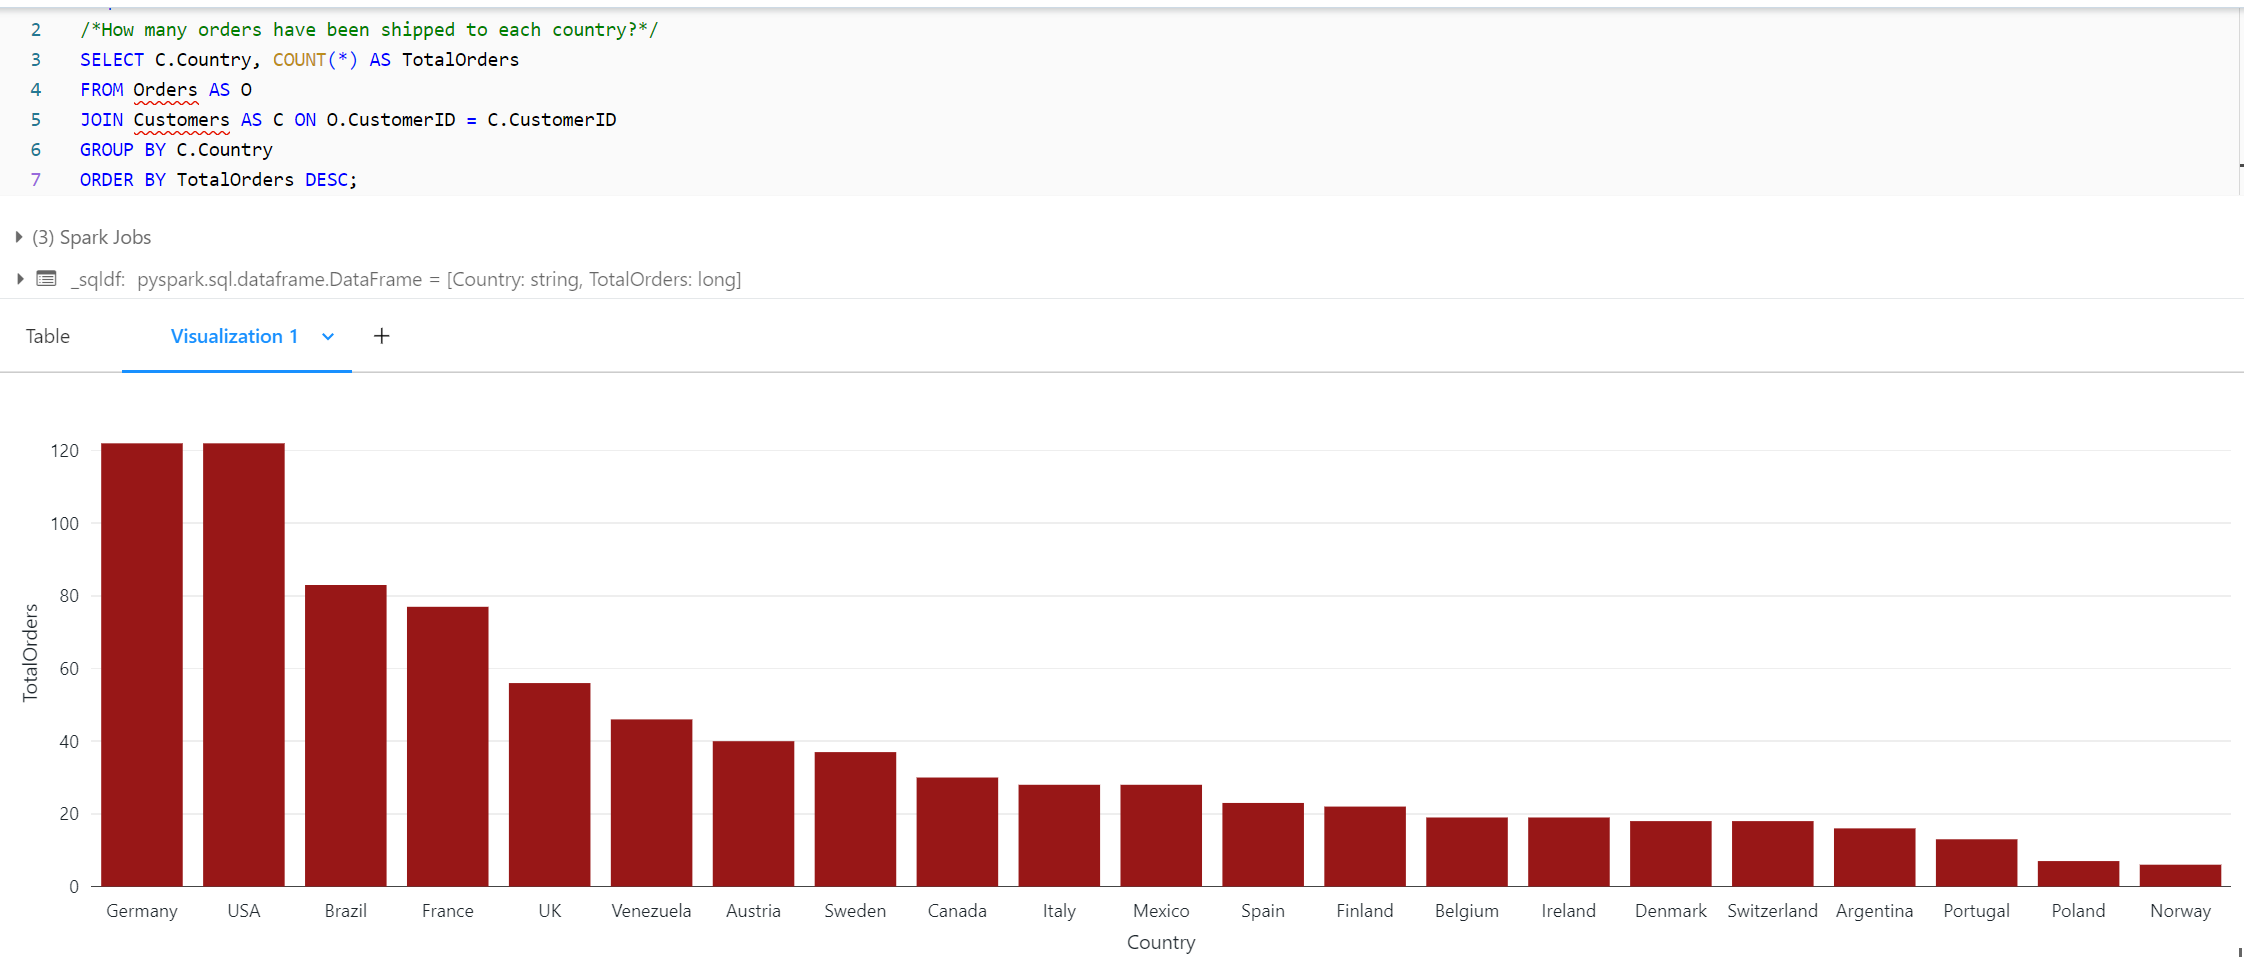 2 /*How many orders have been shipped to each country?*/
3 SELECT C.Country, COUNT(*) AS TotalOrders
4 FROM Orders AS O
5 JOIN Customers AS C ON O.CustomerID = C.CustomerID
6 GROUP BY C.Country
7 ORDER BY TotalOrders DESC;
(3) Spark Jobs
_sqldf: pyspark.sql.dataframe.DataFrame = [Country: string, TotalOrders: long]
Table Visualization 1 +
120
100
80
60
40
20
0
TotalOrders
Germany USA Brazil France UK Venezuela Austria Sweden Canada Italy Mexico Spain Finland Belgium Ireland Denmark Switzerland Argentina Portugal Poland Norway
Country